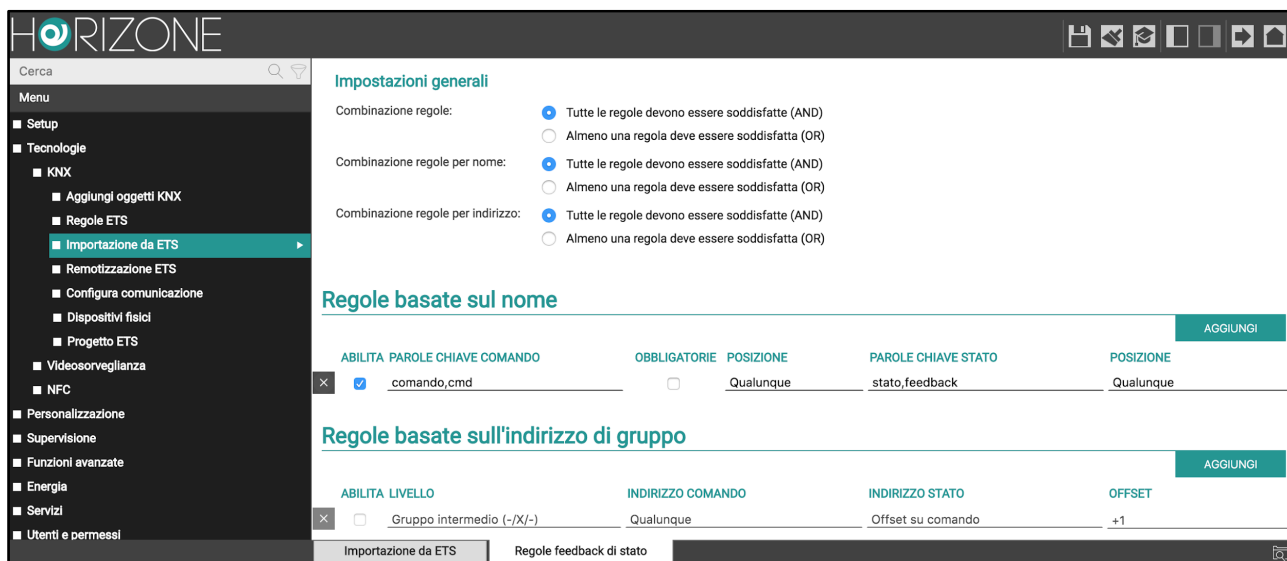 HORIZONE
Cerca
Menu
Setup
Tecnologie
KNX
Aggiungi oggetti KNX
Regole ETS
Importazione da ETS
Remotizzazione ETS
Configura comunicazione
Dispositivi fisici
Progetto ETS
Videosorveglianza
NFC
Personalizzazione
Supervisione
Funzioni avanzate
Energia
Servizi
Utenti e permessi
Impostazioni generali
Combinazione regole: Tutte le regole devono essere soddisfatte (AND)
Almeno una regola deve essere soddisfatta (OR)
Combinazione regole per nome: Tutte le regole devono essere soddisfatte (AND)
Almeno una regola deve essere soddisfatta (OR)
Combinazione regole per indirizzo: Tutte le regole devono essere soddisfatte (AND)
Almeno una regola deve essere soddisfatta (OR)
Regole basate sul nome
AGGIUNGI
ABILITA PAROLE CHIAVE COMANDO OBBLIGATORIE POSIZIONE PAROLE CHIAVE STATO POSIZIONE
comando,cmd Qualunque stato,feedback Qualunque
Regole basate sull'indirizzo di gruppo
AGGIUNGI
ABILITA LIVELLO INDIRIZZO COMANDO INDIRIZZO STATO OFFSET
Gruppo intermedio (-/X/-) Qualunque Offset su comando +1
Importazione da ETS Regole feedback di stato